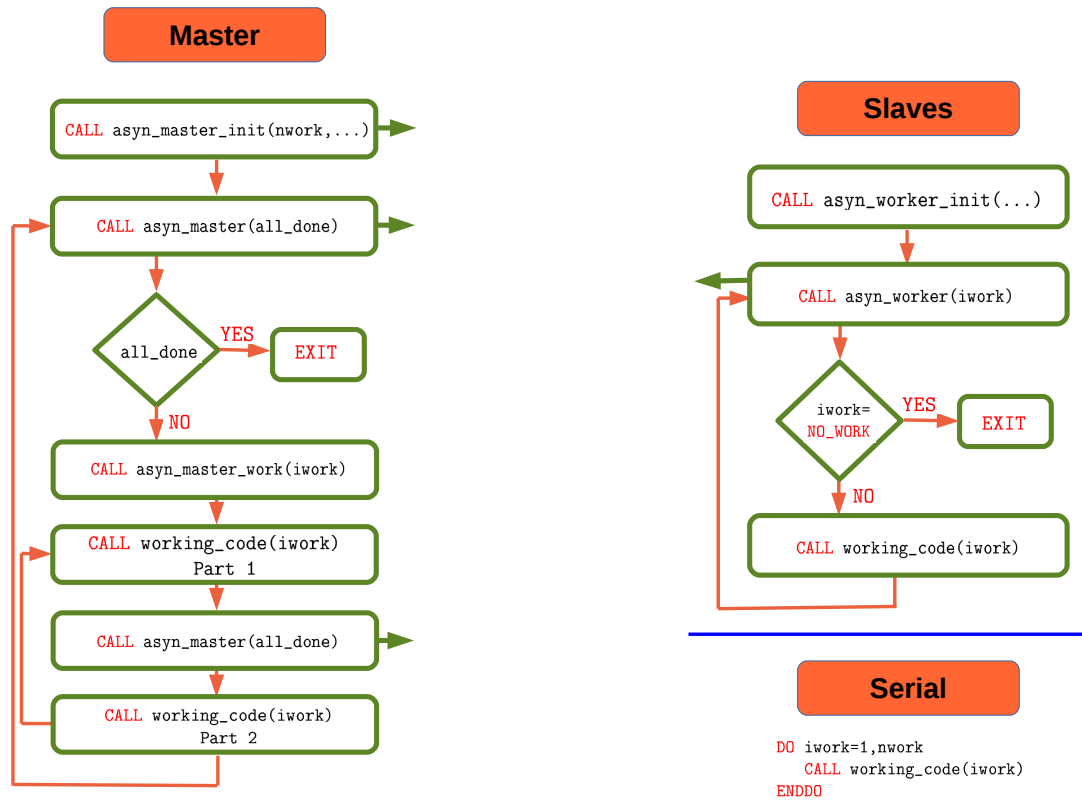 Master
CALL asyn_master_init(nwork,...)
CALL asyn_master(all_done)
all_done
YES
EXIT
NO
CALL asyn_master_work(iwork)
CALL working_code(iwork)
Part 1
CALL asyn_master(all_done)
CALL working_code(iwork)
Part 2
Slaves
CALL asyn_worker_init(...)
CALL asyn_worker(iwork)
iwork=
NO_WORK
YES
EXIT
NO
CALL working_code(iwork)
Serial
DO iwork=1,nwork
CALL working_code(iwork)
ENDDO